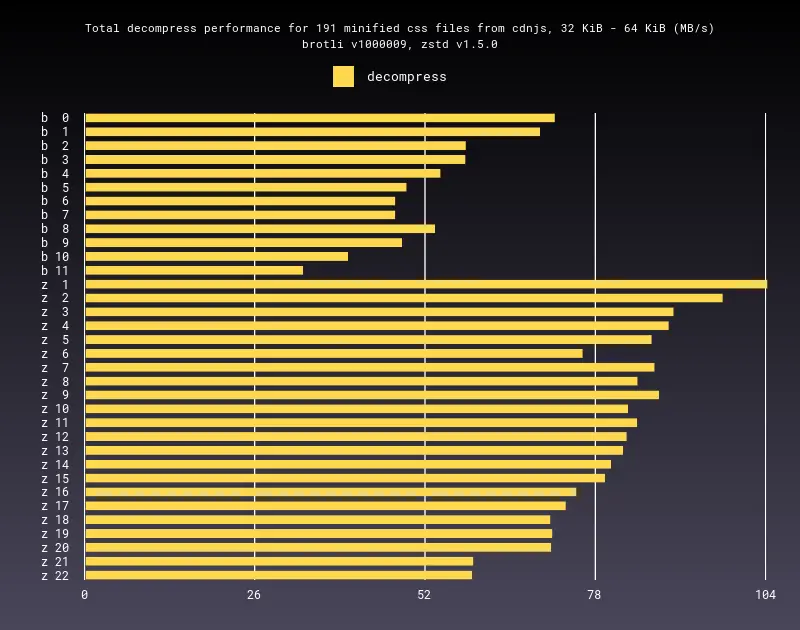 Total decompress performance for 191 minified css files from cdnjs, 32 KiB - 64 KiB (MB/s)
brotli v1000009, zstd v1.5.0
decompress
b  0
b  1
b  2
b  3
b  4
b  5
b  6
b  7
b  8
b  9
b 10
b 11
z  1
z  2
z  3
z  4
z  5
z  6
z  7
z  8
z  9
z 10
z 11
z 12
z 13
z 14
z 15
z 16
z 17
z 18
z 19
z 20
z 21
z 22
0 26 52 78 104